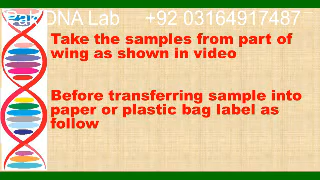 DNA Lab +92 03164917487
Take the samples from part of
wing as shown in video
Before transferring sample into
paper or plastic bag label as
follow